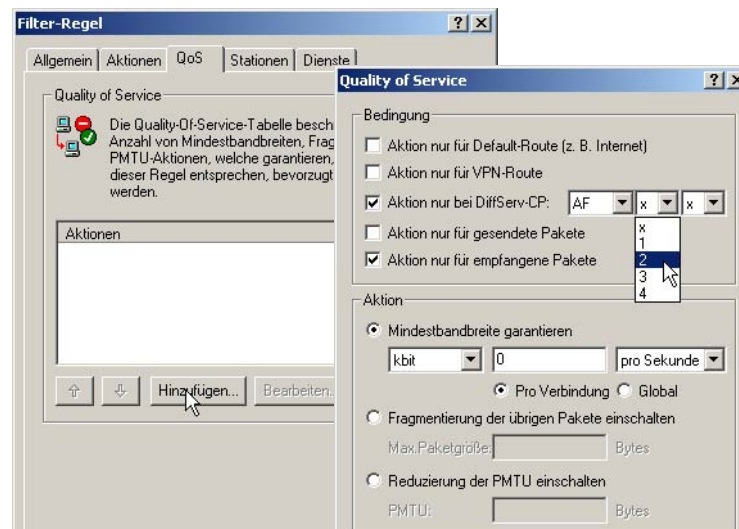 Filter-Regel
Allgemein Aktionen QoS Stationen Dienste
Quality of Service
Die Quality-Of-Service-Tabelle besch
Anzahl von Mindestbandbreiten, Frag
PMTU-Aktionen, welche garantieren,
dieser Regel entsprechen, bevorzugt
werden.
Aktionen
Hinzufügen... Bearbeiten.
Quality of Service
Bedingung
Aktion nur für Default-Route (z. B. Internet)
Aktion nur für VPN-Route
Aktion nur bei DiffServ-CP: AF x x
Aktion nur für gesendete Pakete
Aktion nur für empfangene Pakete
x
1
2
3
4
Aktion
Mindestbandbreite garantieren
kbit 0 pro Sekunde
Pro Verbindung Global
Fragmentierung der übrigen Pakete einschalten
Max.Paketgröße: Bytes
Reduzierung der PMTU einschalten
PMTU: Bytes